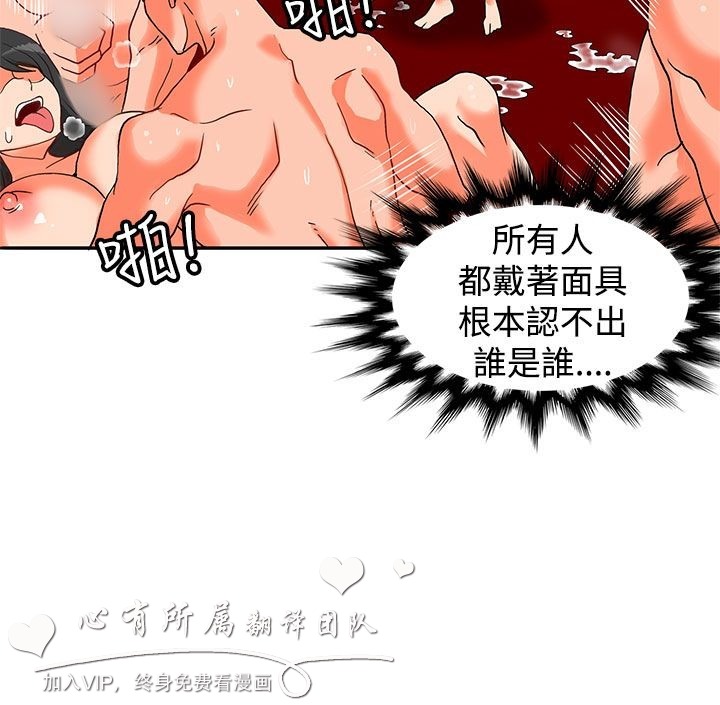 啪!
啪!
所有人
都戴著面具
根本認不出
誰是誰....
心有所属翻译团队
加入VIP，终身免费看漫画